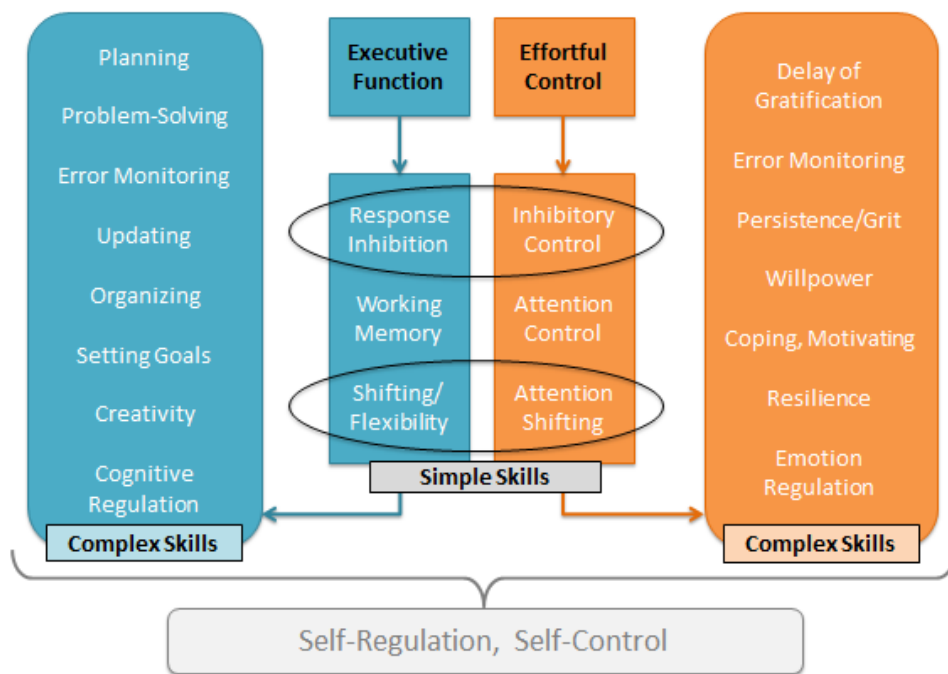 Planning
Problem-Solving
Error Monitoring
Updating
Organizing
Setting Goals
Creativity
Cognitive
Regulation
Complex Skills
Executive
Function
Response
Inhibition
Working
Memory
Shifting/
Flexibility
Effortful
Control
Inhibitory
Control
Attention
Control
Attention
Shifting
Simple Skills
Delay of
Gratification
Error Monitoring
Persistence/Grit
Willpower
Coping, Motivating
Resilience
Emotion
Regulation
Complex Skills
Self-Regulation, Self-Control